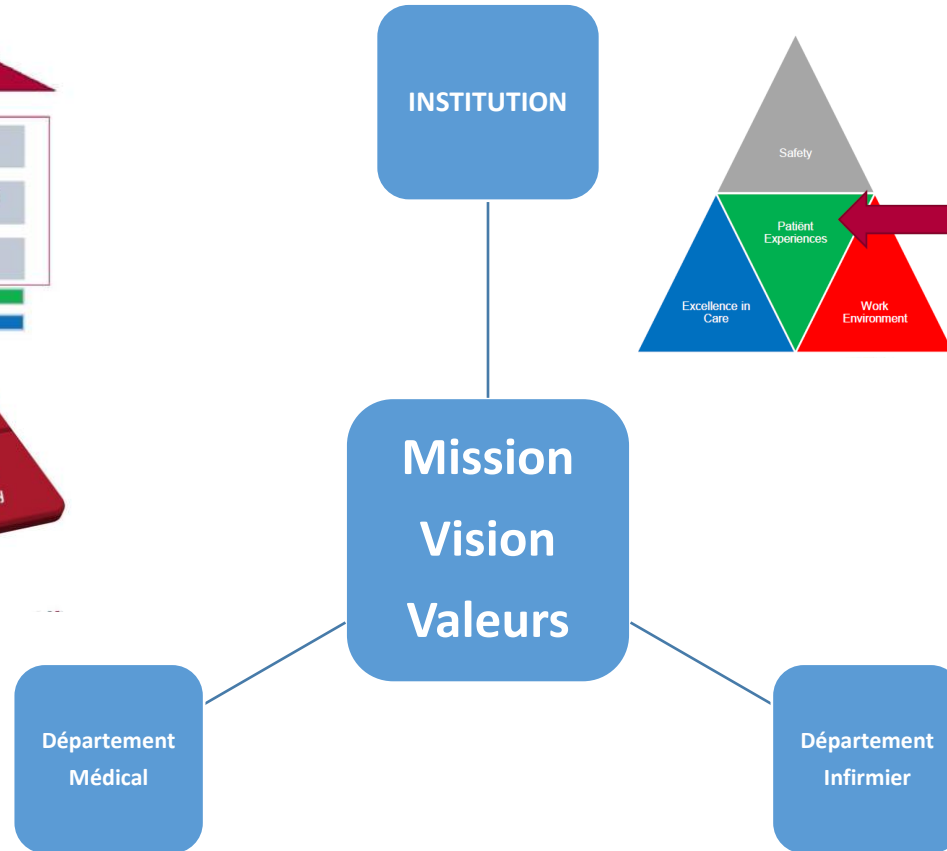 INSTITUTION
Safety
Patiënt
Experiences
Excellence in
Care
Work
Environment
Mission
Vision
Valeurs
Département
Médical
Département
Infirmier